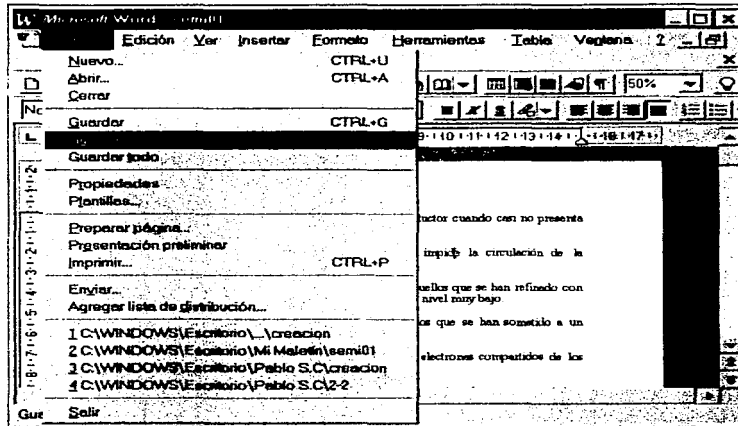 Microsoft Word - semi01
Edición Ver Insertar Formato Herramientas Tabla Ventana ?
Nuevo... CTRL+U
Abrir... CTRL+A
Cerrar
50%
Guardar CTRL+G
Guardar todo
Propiedades
Plantillas...
Preparar página...
Presentación preliminar
Imprimir... CTRL+P
Enviar...
Agregar lista de distribución...
1 C:\WINDOWS\Escritorio\...\creacion
2 C:\WINDOWS\Escritorio\Mi Maletín\semi01
3 C:\WINDOWS\Escritorio\Pablo S.C\creacion
4 C:\WINDOWS\Escritorio\Pablo S.C\2-2
Salir
Gua
uctor cuando casi no presenta
impide la circulación de la
uellos que se han refinado con
nivel muy bajo.
os que se han sometido a un
electrones compartidos de los